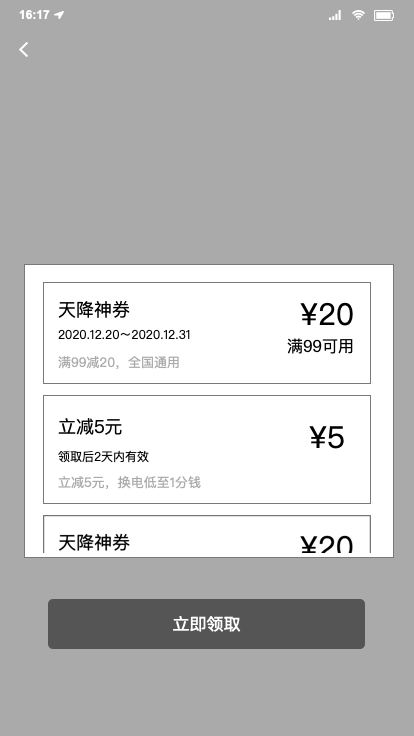 16:17
天降神券
¥20
2020.12.20～2020.12.31
满99可用
满99减20，全国通用
立减5元
¥5
领取后2天内有效
立减5元，换电低至1分钱
天降神券
¥20
立即领取